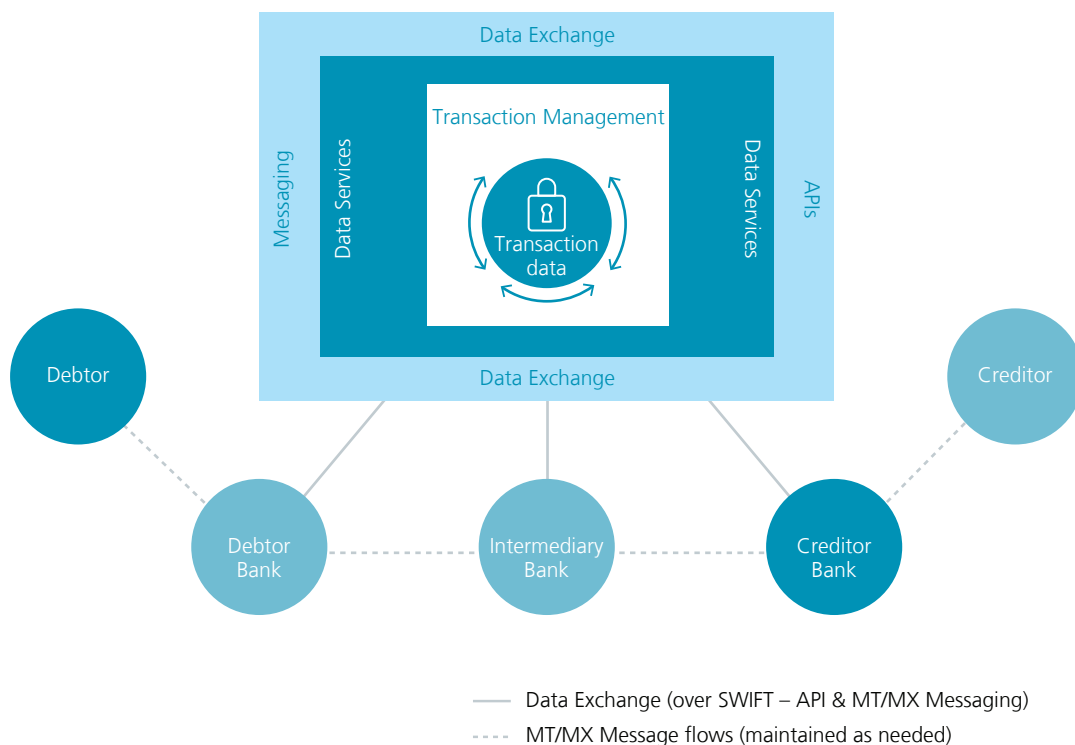 Data Exchange
Transaction Management
Messaging
Data Services
Data Services
APIs
Transaction
data
Data Exchange
Debtor
Creditor
Debtor
Bank
Intermediary
Bank
Creditor
Bank
Data Exchange (over SWIFT – API & MT/MX Messaging)
MT/MX Message flows (maintained as needed)